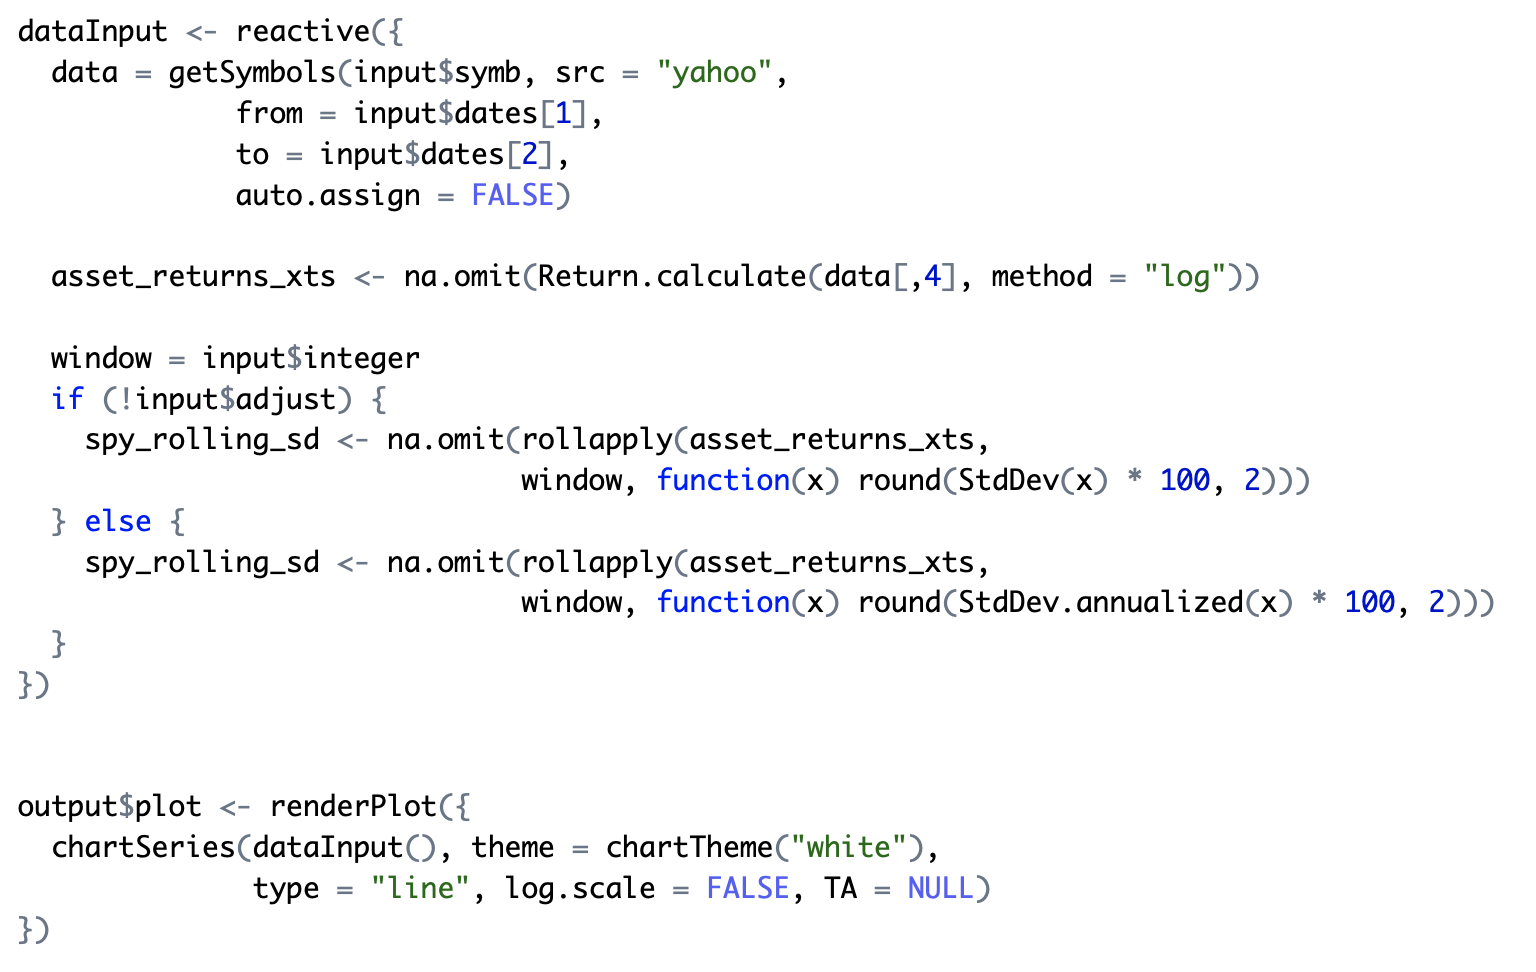 dataInput <- reactive({
  data = getSymbols(input$symb, src = "yahoo",
             from = input$dates[1],
             to = input$dates[2],
             auto.assign = FALSE)

  asset_returns_xts <- na.omit(Return.calculate(data[,4], method = "log"))

  window = input$integer
  if (!input$adjust) {
    spy_rolling_sd <- na.omit(rollapply(asset_returns_xts,
                              window, function(x) round(StdDev(x) * 100, 2)))
  } else {
    spy_rolling_sd <- na.omit(rollapply(asset_returns_xts,
                              window, function(x) round(StdDev.annualized(x) * 100, 2)))
  }
})


output$plot <- renderPlot({
  chartSeries(dataInput(), theme = chartTheme("white"),
              type = "line", log.scale = FALSE, TA = NULL)
})